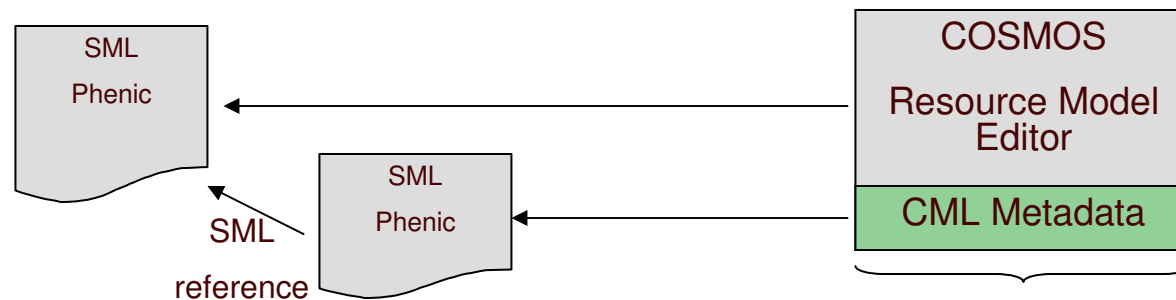 SML
Phenic
COSMOS
Resource Model
Editor
SML
Phenic
CML Metadata
SML
reference